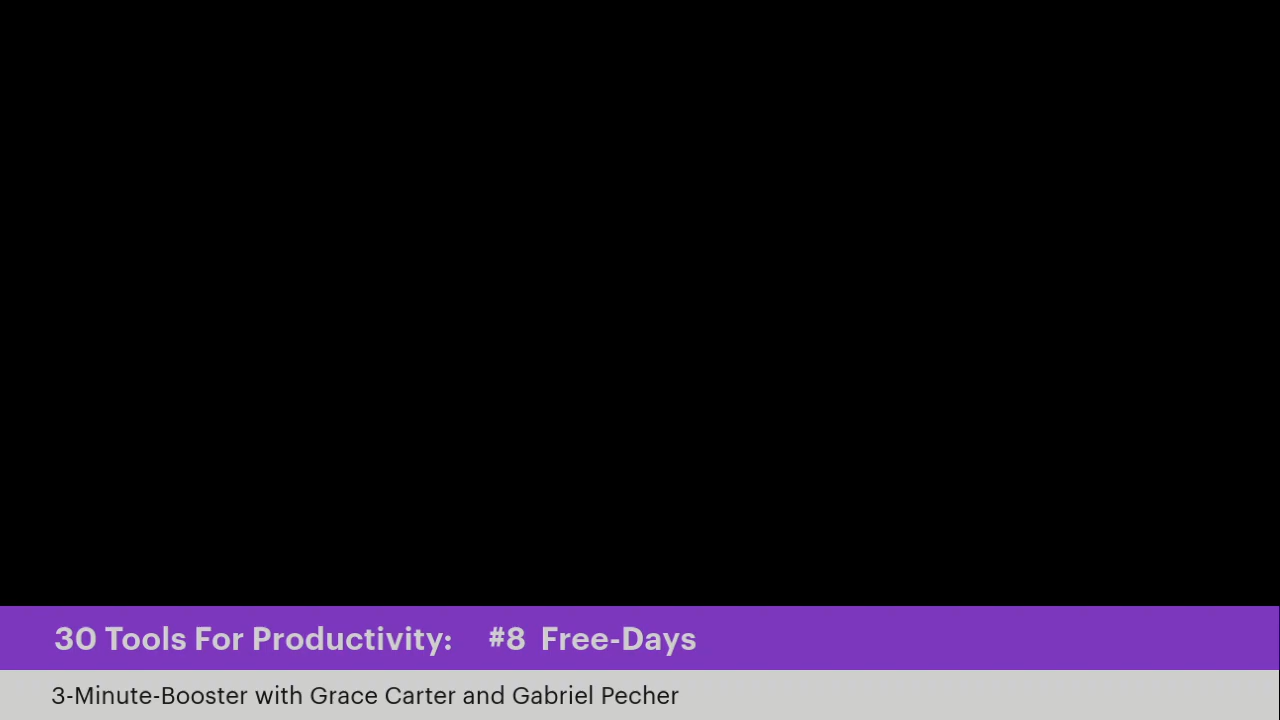 30 Tools For Productivity: #8 Free-Days
3-Minute-Booster with Grace Carter and Gabriel Pecher